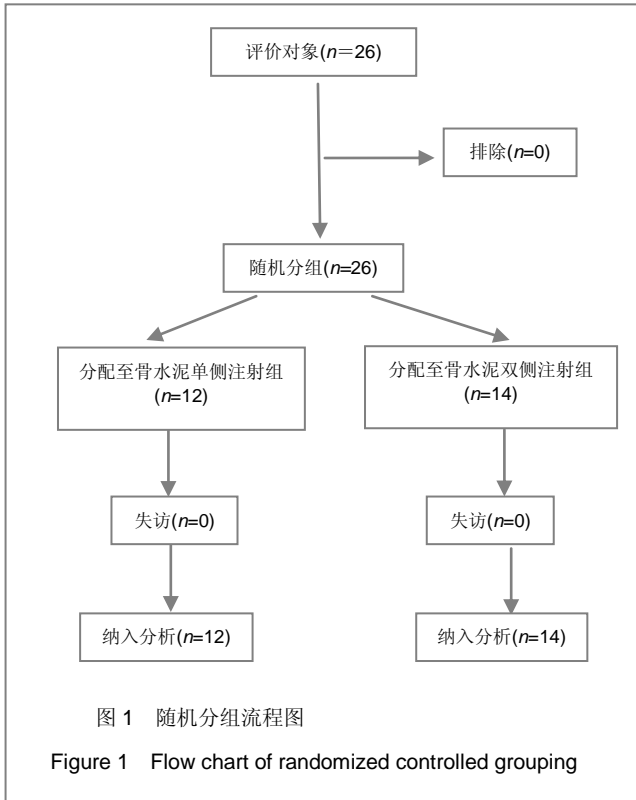 评价对象(n＝26)
排除(n=0)
随机分组(n=26)
分配至骨水泥单侧注射组
(n=12)
分配至骨水泥双侧注射组
(n=14)
失访(n=0)
失访(n=0)
纳入分析(n=12)
纳入分析(n=14)
图 1 随机分组流程图
Figure 1 Flow chart of randomized controlled grouping